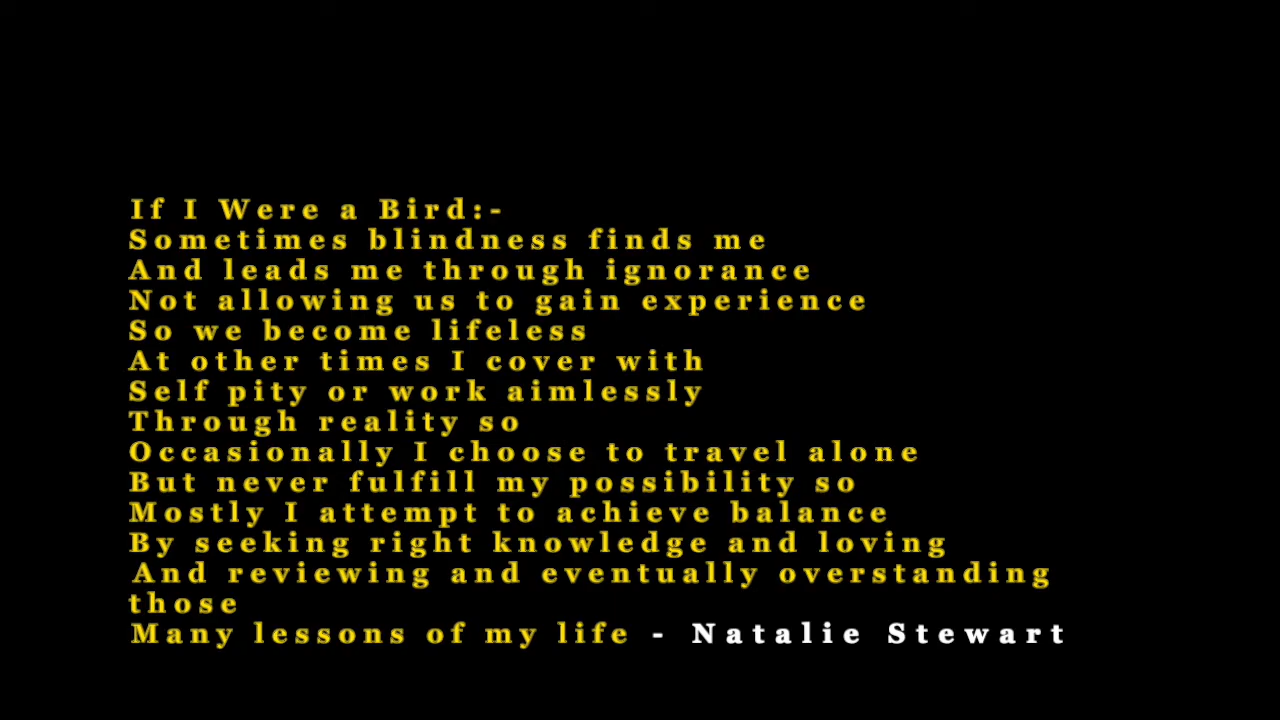 If I Were a Bird:-
Sometimes blindness finds me
And leads me through ignorance
Not allowing us to gain experience
So we become lifeless
At other times I cover with
Self pity or work aimlessly
Through reality so
Occasionally I choose to travel alone
But never fulfill my possibility so
Mostly I attempt to achieve balance
By seeking right knowledge and loving
And reviewing and eventually overstanding
those
Many lessons of my life - Natalie Stewart